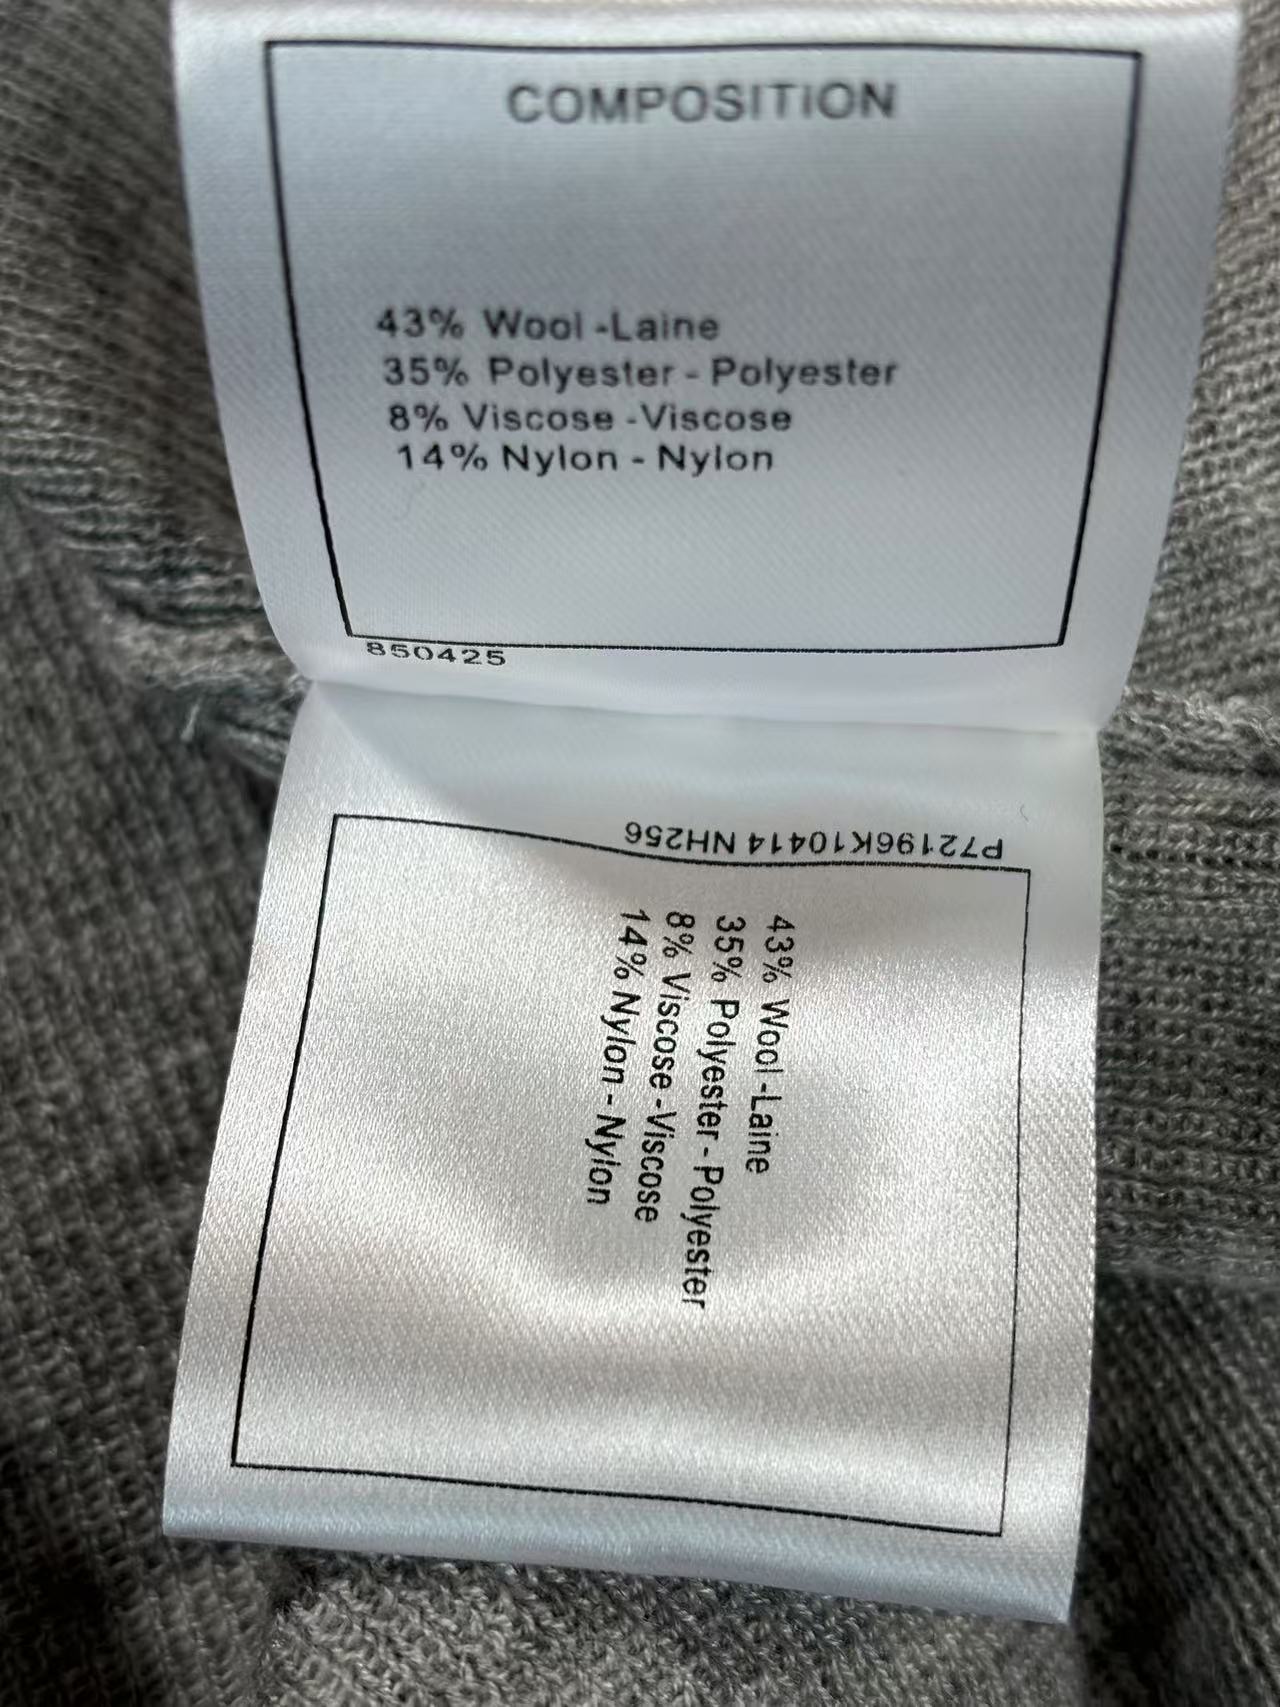 COMPOSITION
43% Wool -Laine
35% Polyester - Polyester
8% Viscose -Viscose
14% Nylon - Nylon
850425
P72196K10414 NH256
43% Wool -Laine
35% Polyester - Polyester
8% Viscose -Viscose
14% Nylon - Nylon